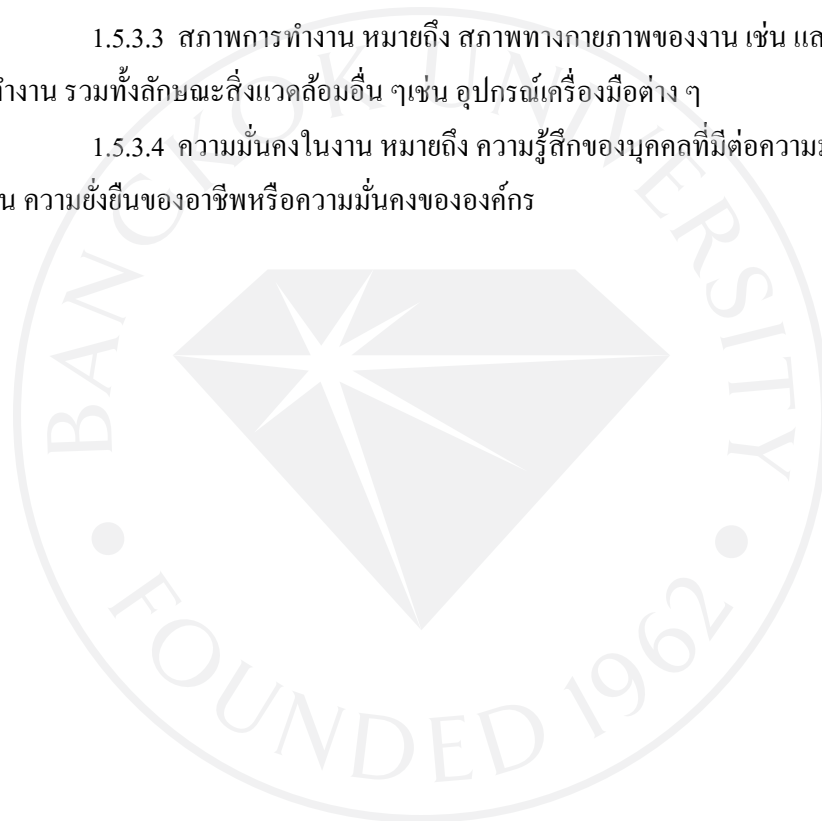 1.5.3.3 สภาพการทำงาน หมายถึง สภาพทางกายภาพของงาน เช่น
ทำงาน รวมทั้งลักษณะสิ่งแวดล้อมอื่น ๆเช่น อุปกรณ์เครื่องมือต่าง ๆ
1.5.3.4 ความมั่นคงในงาน หมายถึง ความรู้สึกของบุคคลที่มีต่อ
ความยั่งยืนของอาชีพหรือความมั่นคงขององค์กร
BANGKOK UNIVERSITY
FOUNDED 1962